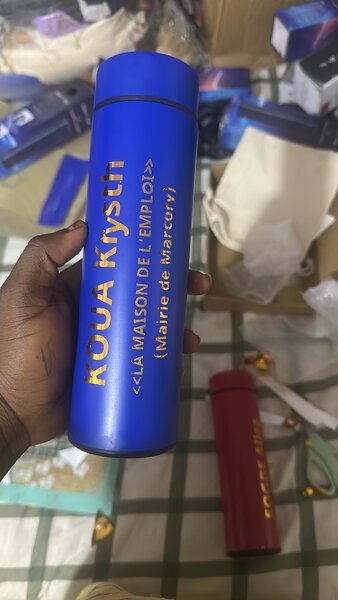 KOUA Krysth
<<LA MAISON DE L'EMPLOI>>
(Mairie de Marcory)